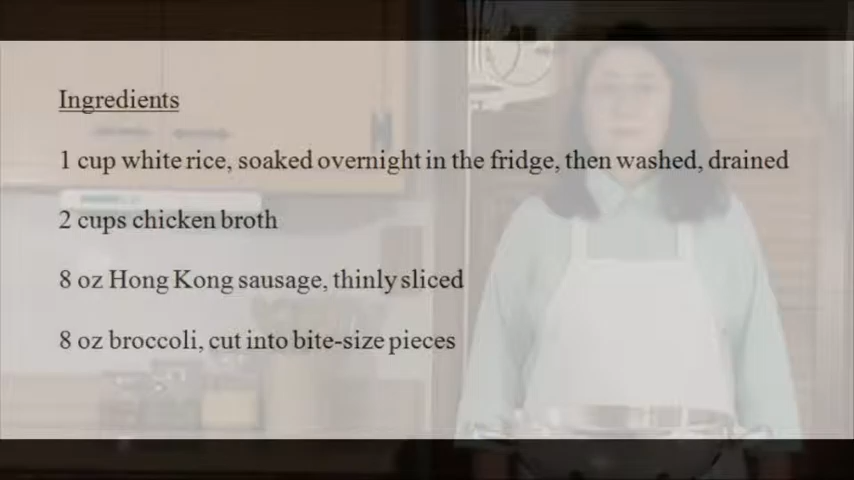 Ingredients
1 cup white rice, soaked overnight in the fridge, then washed, drained
2 cups chicken broth
8 oz Hong Kong sausage, thinly sliced
8 oz broccoli, cut into bite-size pieces